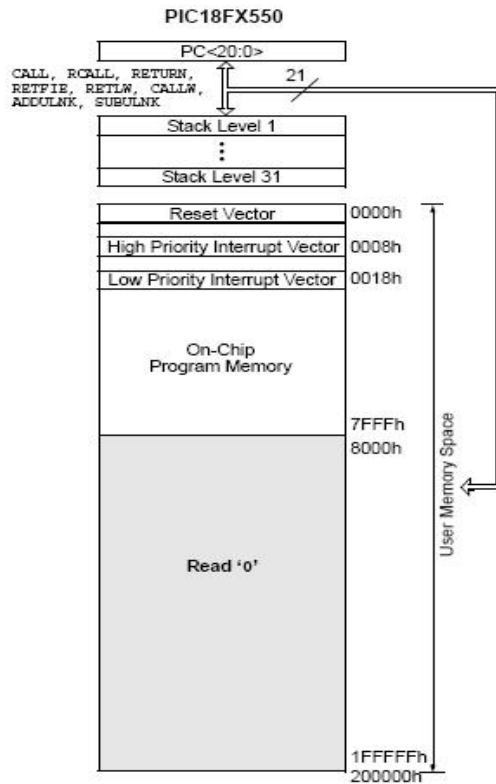 PIC18FX550
PC<20:0>
CALL, RCALL, RETURN,
RETFIE, RETLW, CALLW,
ADDULNK, SUBULNK
21
Stack Level 1
Stack Level 31
Reset Vector
0000h
High Priority Interrupt Vector
0008h
Low Priority Interrupt Vector
0018h
On-Chip
Program Memory
7FFFh
8000h
User Memory Space
Read ‘0’
1FFFFFh
200000h